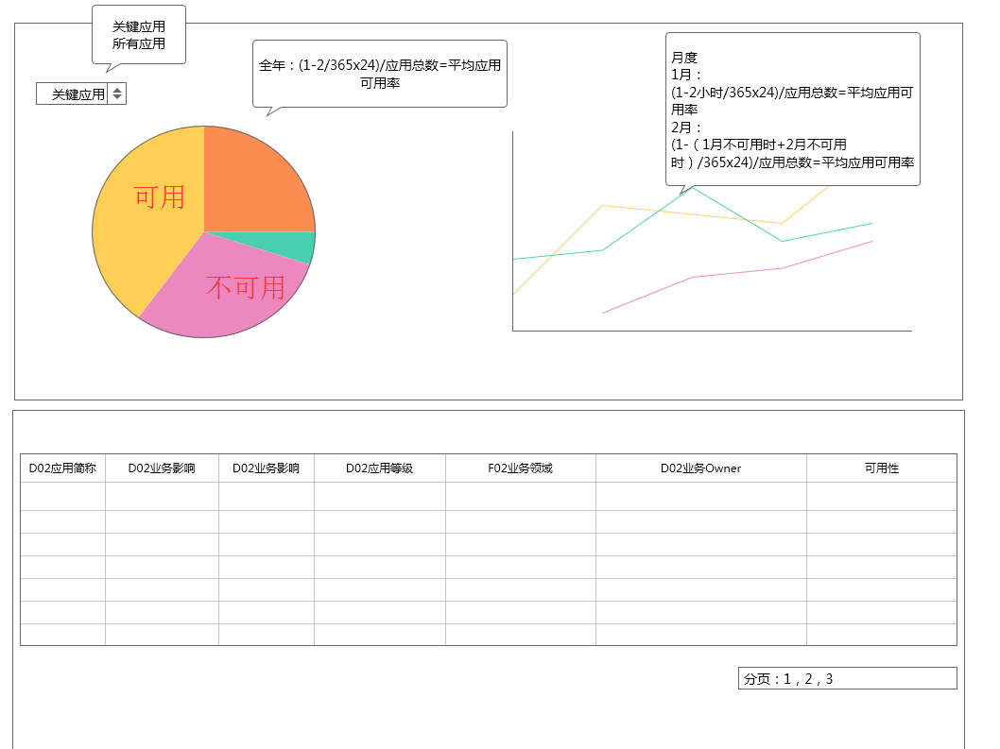 关键应用
所有应用
关键应用
全年：(1-2/365x24)/应用总数=平均应用
可用率
月度
1月：
(1-2小时/365x24)/应用总数=平均应用可
用率
2月：
(1-（1月不可用时+2月不可用
时）/365x24)/应用总数=平均应用可用率
可用
不可用
D02应用简称 D02业务影响 D02业务影响 D02应用等级 F02业务领域 D02业务Owner 可用性
分页：1，2，3